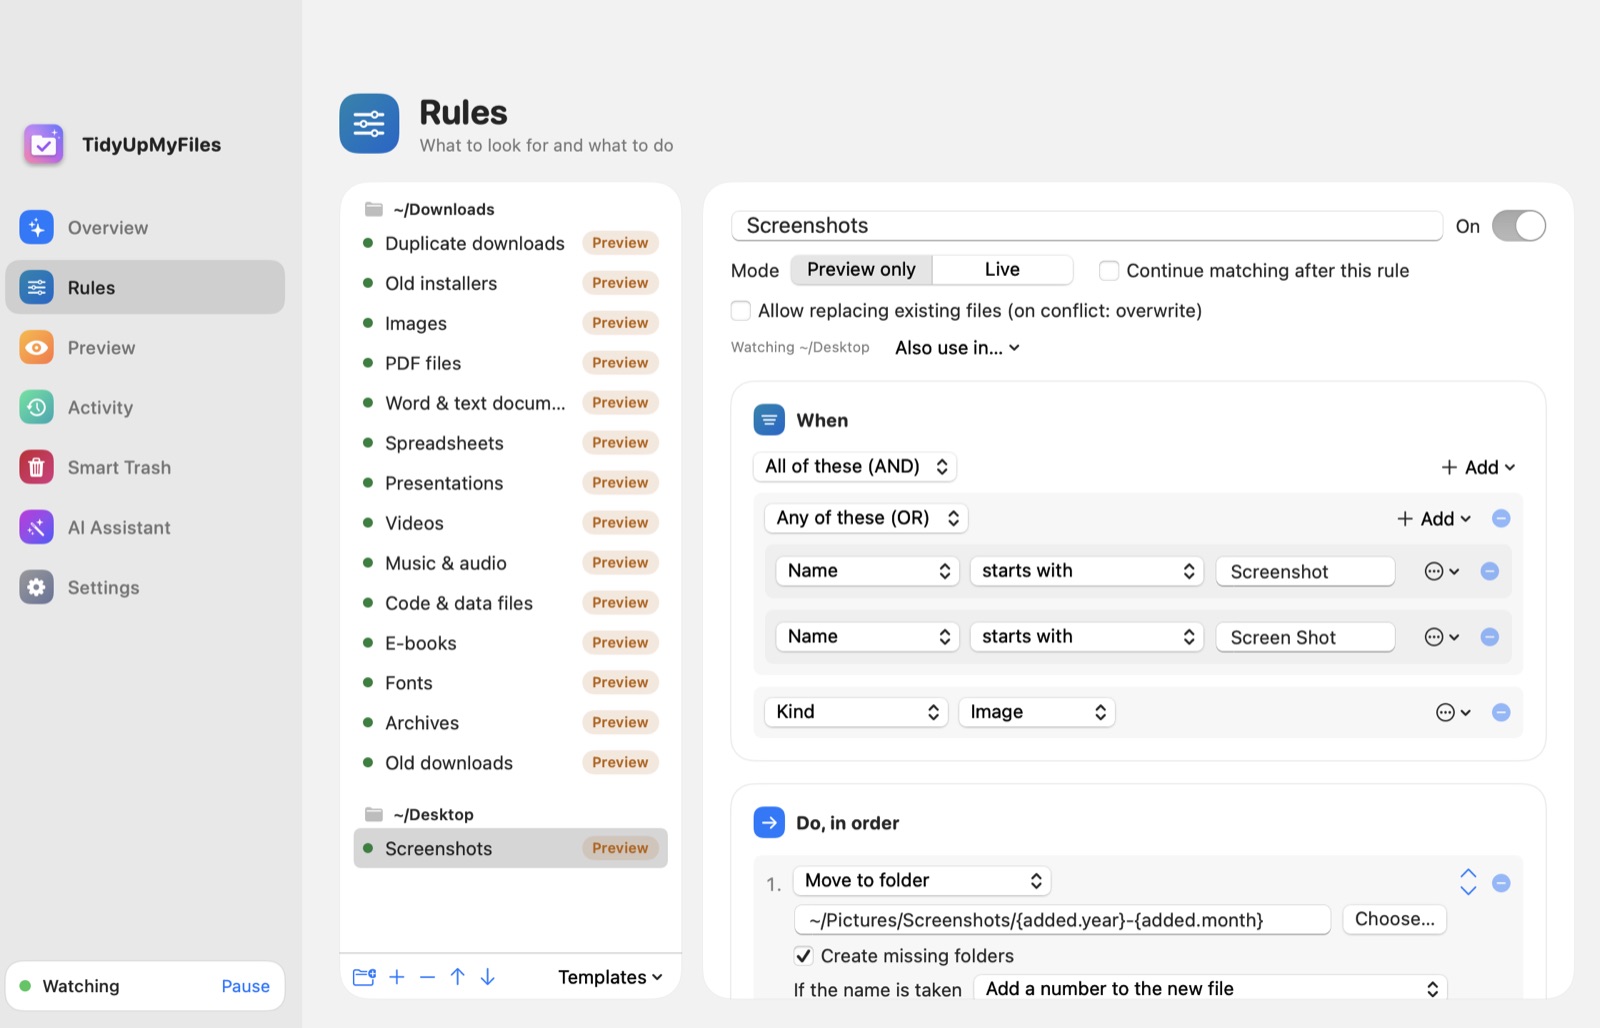 TidyUpMyFiles
Overview
Rules
Preview
Activity
Smart Trash
AI Assistant
Settings
Watching Pause
Rules
What to look for and what to do
~/Downloads
Duplicate downloads Preview
Old installers Preview
Images Preview
PDF files Preview
Word & text docum... Preview
Spreadsheets Preview
Presentations Preview
Videos Preview
Music & audio Preview
Code & data files Preview
E-books Preview
Fonts Preview
Archives Preview
Old downloads Preview
~/Desktop
Screenshots Preview
Templates
Screenshots On
Mode Preview only Live Continue matching after this rule
Allow replacing existing files (on conflict: overwrite)
Watching ~/Desktop Also use in...
When
All of these (AND) + Add
Any of these (OR) + Add
Name starts with Screenshot
Name starts with Screen Shot
Kind Image
Do, in order
1. Move to folder
~/Pictures/Screenshots/{added.year}-{added.month} Choose...
Create missing folders
If the name is taken Add a number to the new file